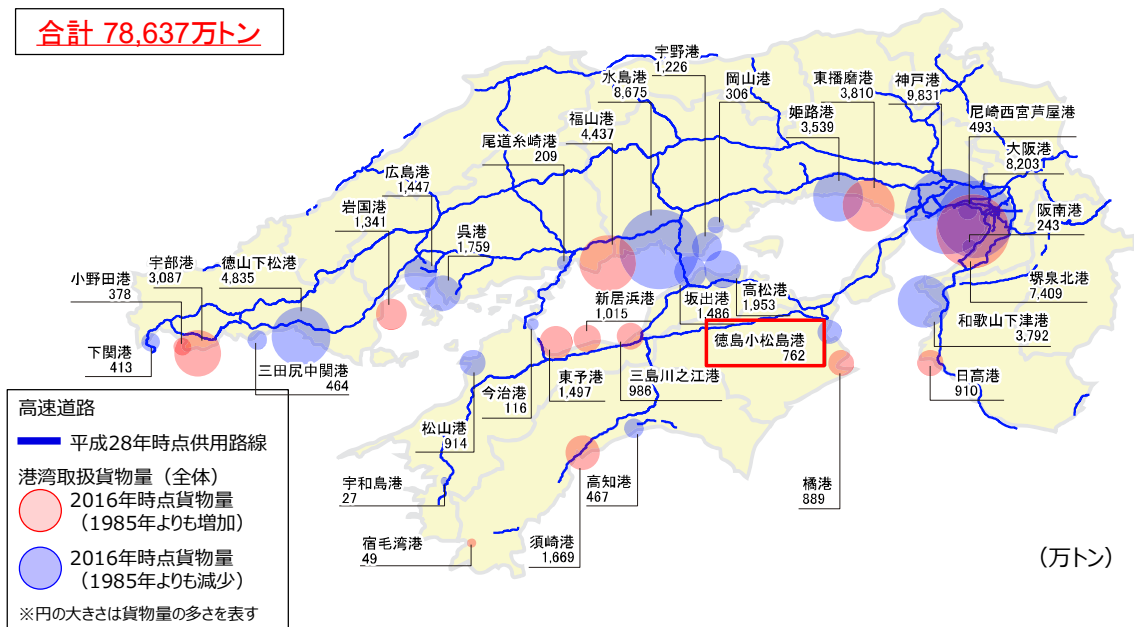 合計 78,637万トン
宇野港
1,226
水島港
8,675
岡山港
306
東播磨港
3,810
神戸港
9,831
尼崎西宮芦屋港
493
福山港
4,437
姫路港
3,539
大阪港
8,203
尾道糸崎港
209
広島港
1,447
岩国港
1,341
呉港
1,759
阪南港
243
小野田港
378
宇部港
3,087
徳山下松港
4,835
堺泉北港
7,409
新居浜港
1,015
坂出港
1,486
高松港
1,953
和歌山下津港
3,792
徳島小松島港
762
下関港
413
三田尻中関港
464
今治港
116
東予港
1,497
三島川之江港
986
日高港
910
松山港
914
宇和島港
27
高知港
467
橘港
889
宿毛湾港
49
須崎港
1,669
高速道路
平成28年時点供用路線
港湾取扱貨物量(全体)
2016年時点貨物量
(1985年よりも増加)
2016年時点貨物量
(1985年よりも減少)
※円の大きさは貨物量の多さを表す
(万トン)